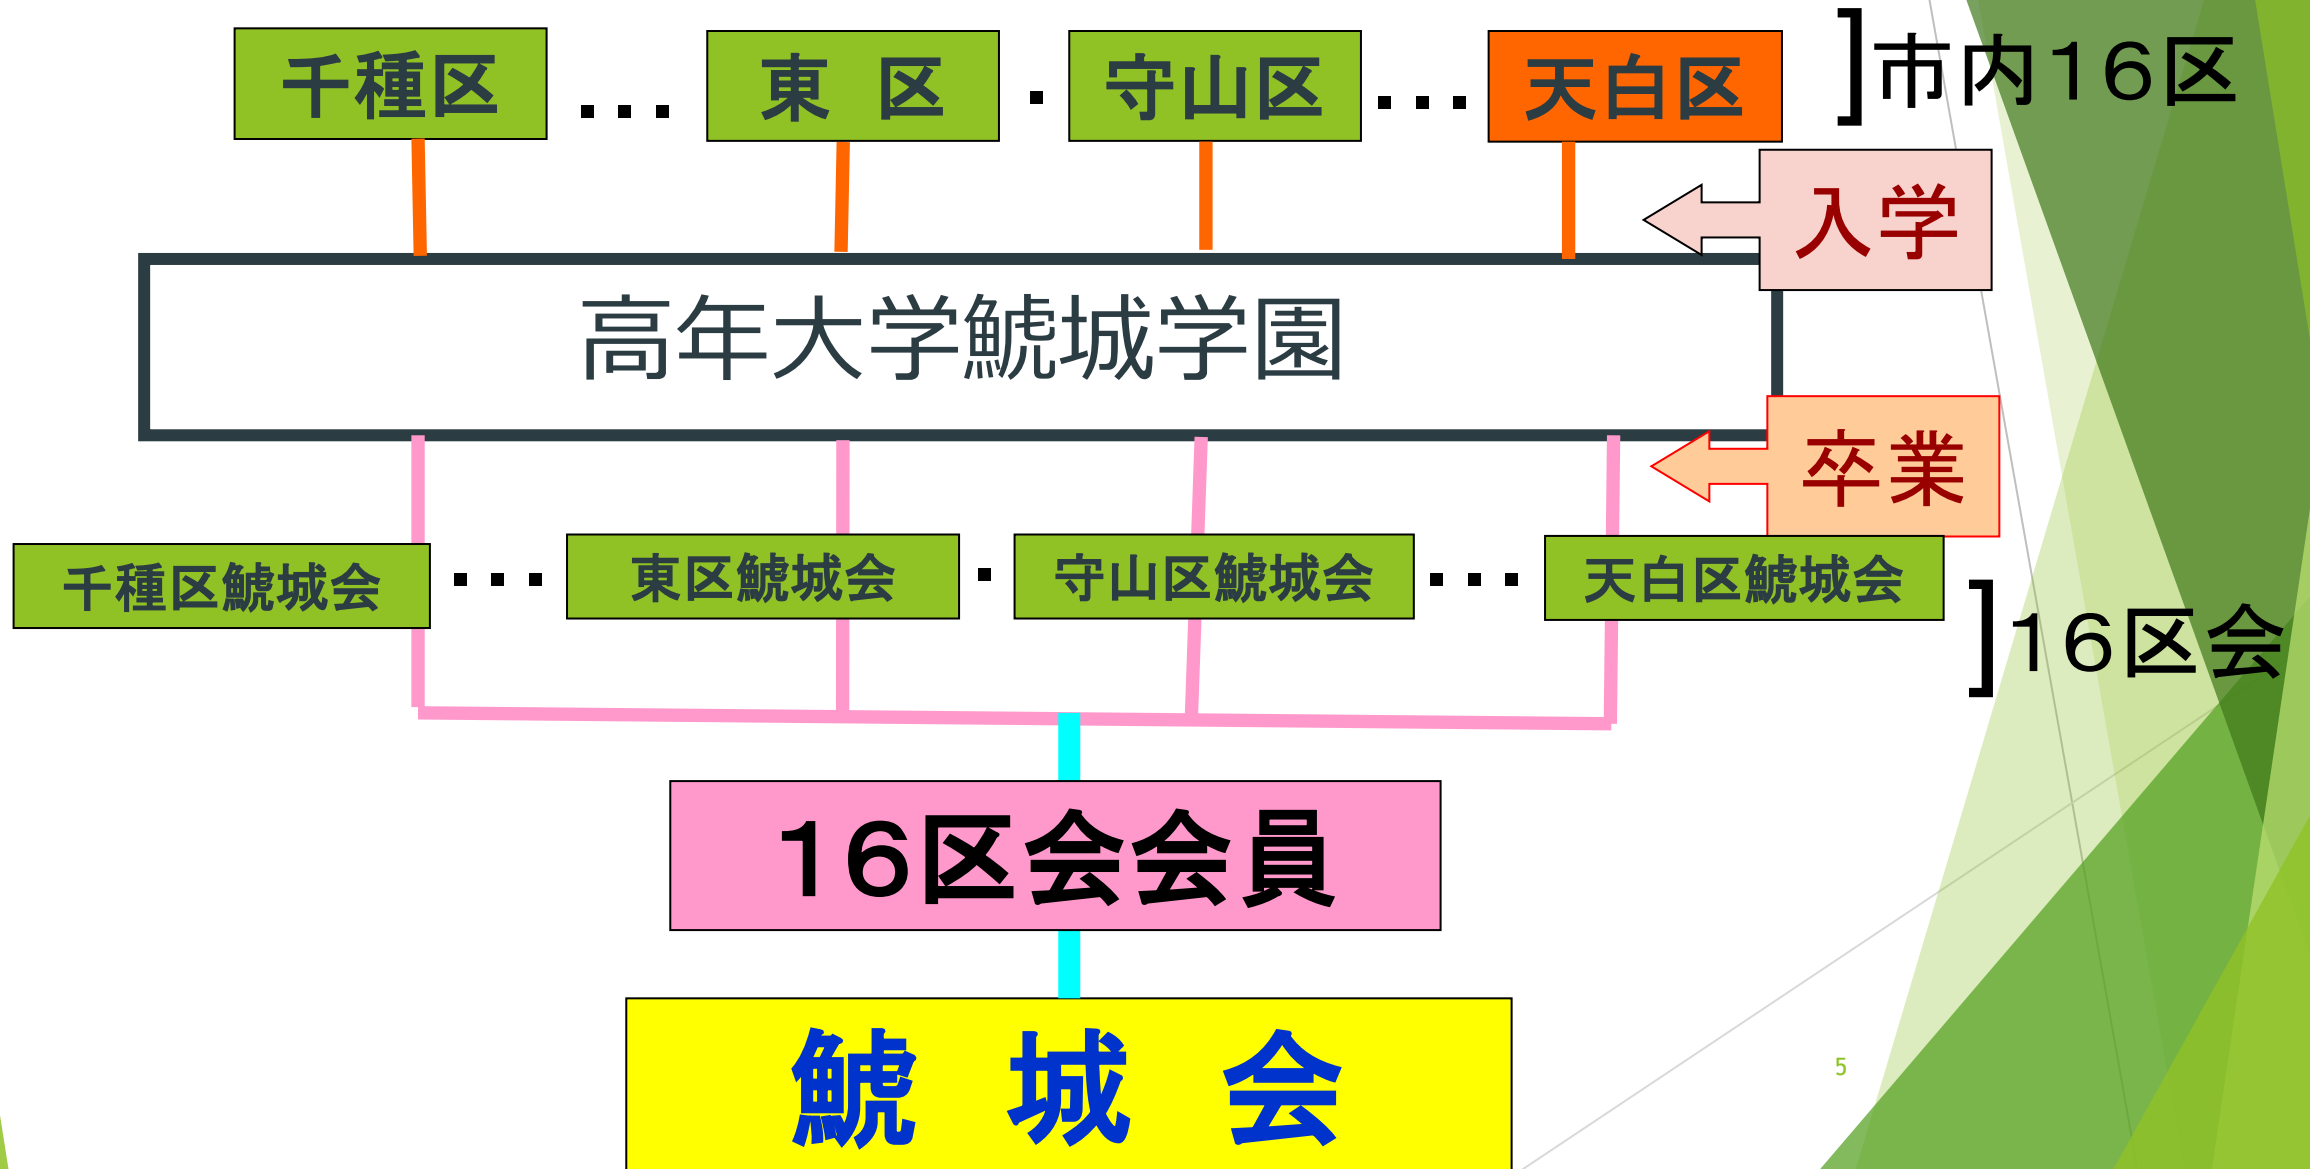 千種区 ・・・ 東　区 ・ 守山区 ・・・ 天白区 ]市内16区
入学
高年大学鯱城学園
卒業
千種区鯱城会 ・・・ 東区鯱城会 ・ 守山区鯱城会 ・・・ 天白区鯱城会
]16区会
16区会会員
鯱　城　会
5